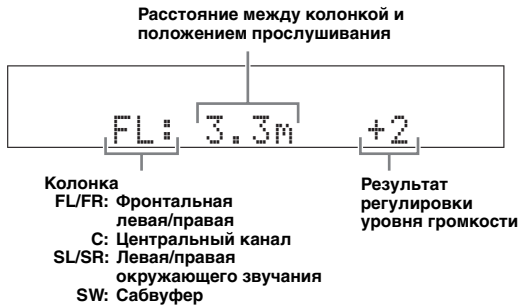 Расстояние между колонкой и
положением прослушивания
FL: 3.3m +2
Колонка
FL/FR: Фронтальная
левая/правая
C: Центральный канал
SL/SR: Левая/правая
окружающего звучания
SW: Сабвуфер
Результат
регулировки
уровня громкости